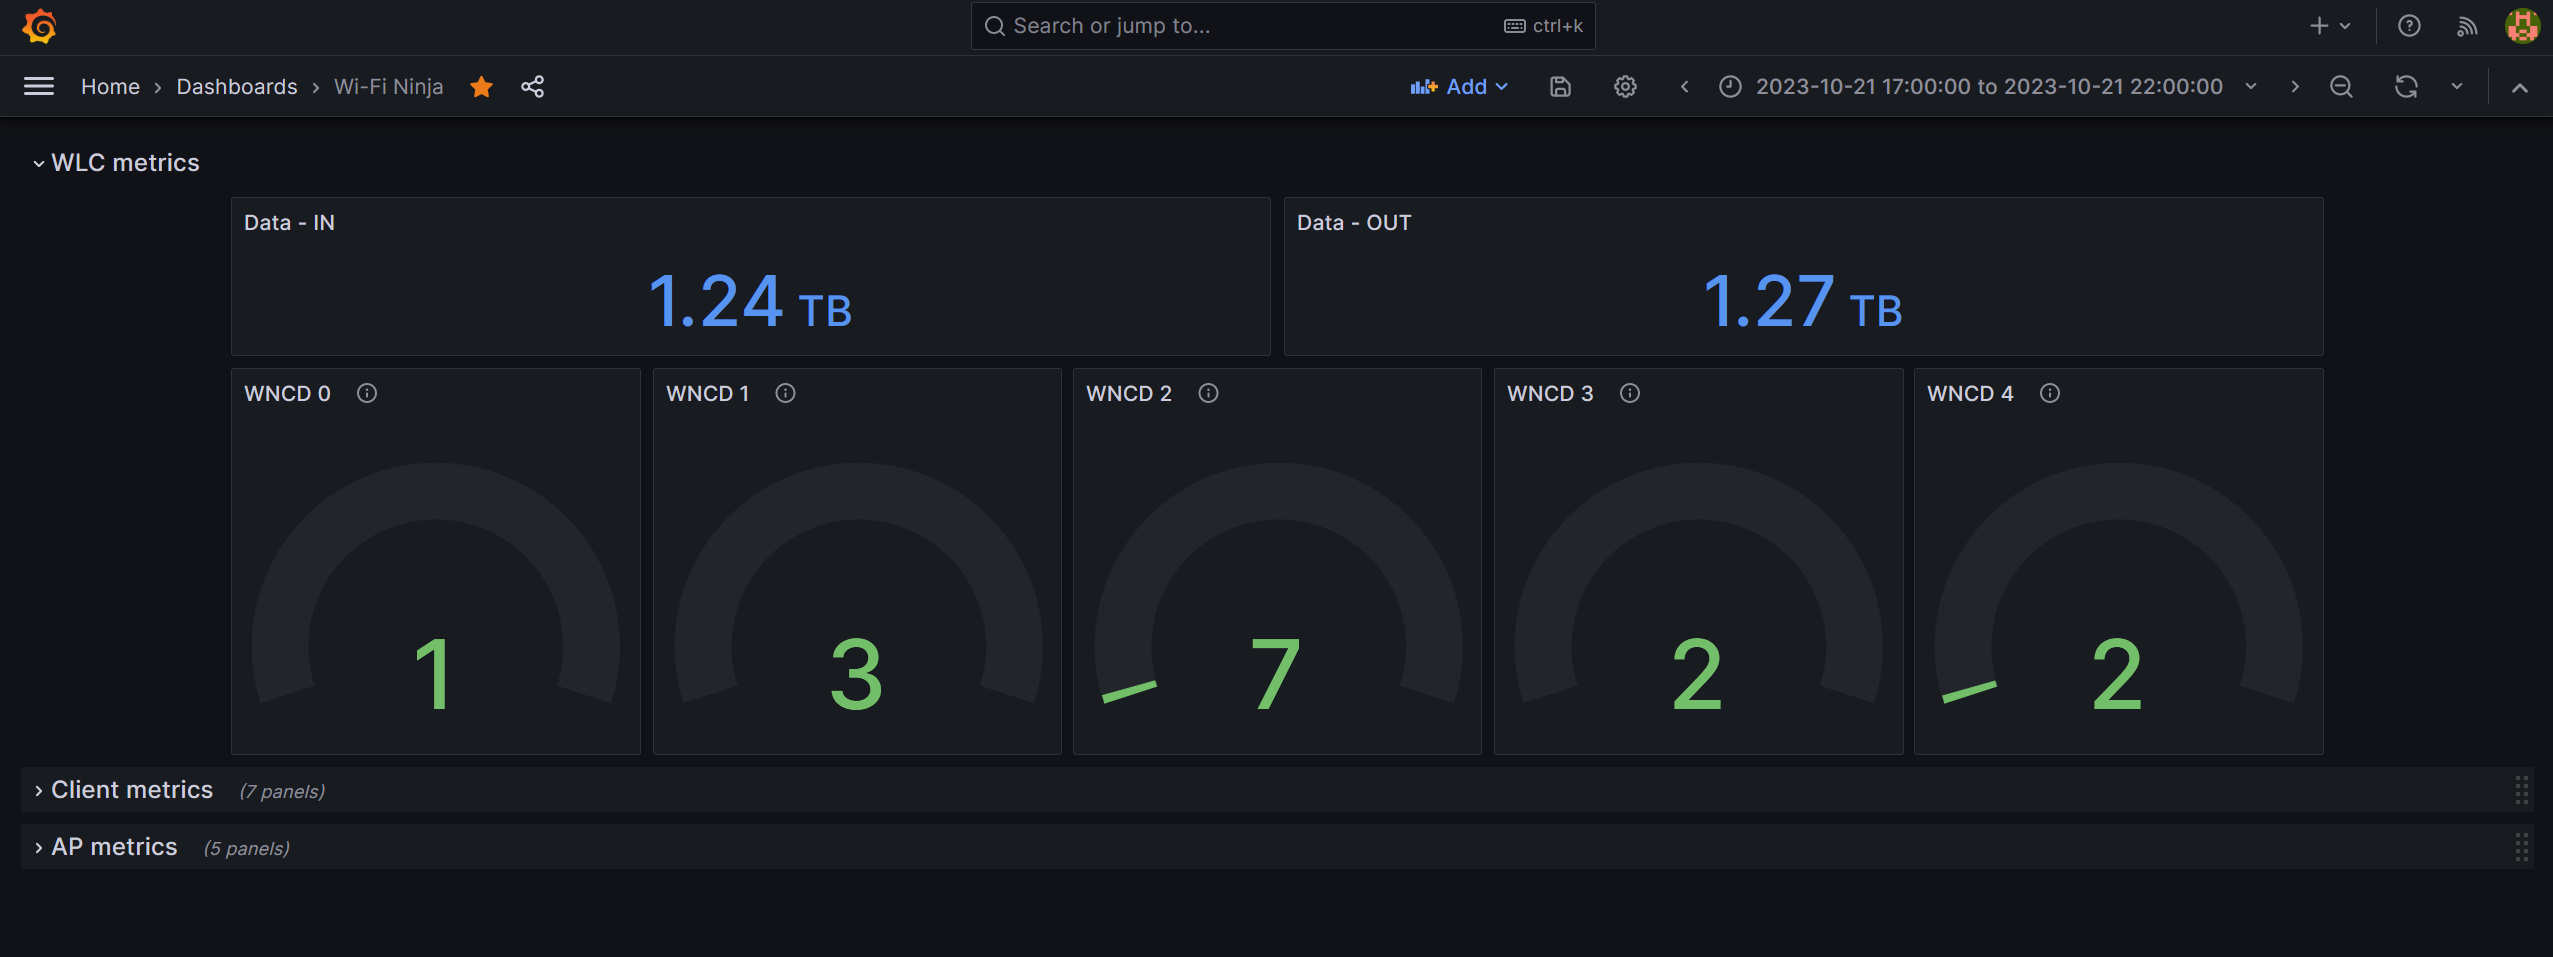 Search or jump to... ctrl+k
Home › Dashboards › Wi-Fi Ninja Add 2023-10-21 17:00:00 to 2023-10-21 22:00:00
WLC metrics
Data - IN
1.24 TB
Data - OUT
1.27 TB
WNCD 0
1
WNCD 1
3
WNCD 2
7
WNCD 3
2
WNCD 4
2
Client metrics (7 panels)
AP metrics (5 panels)